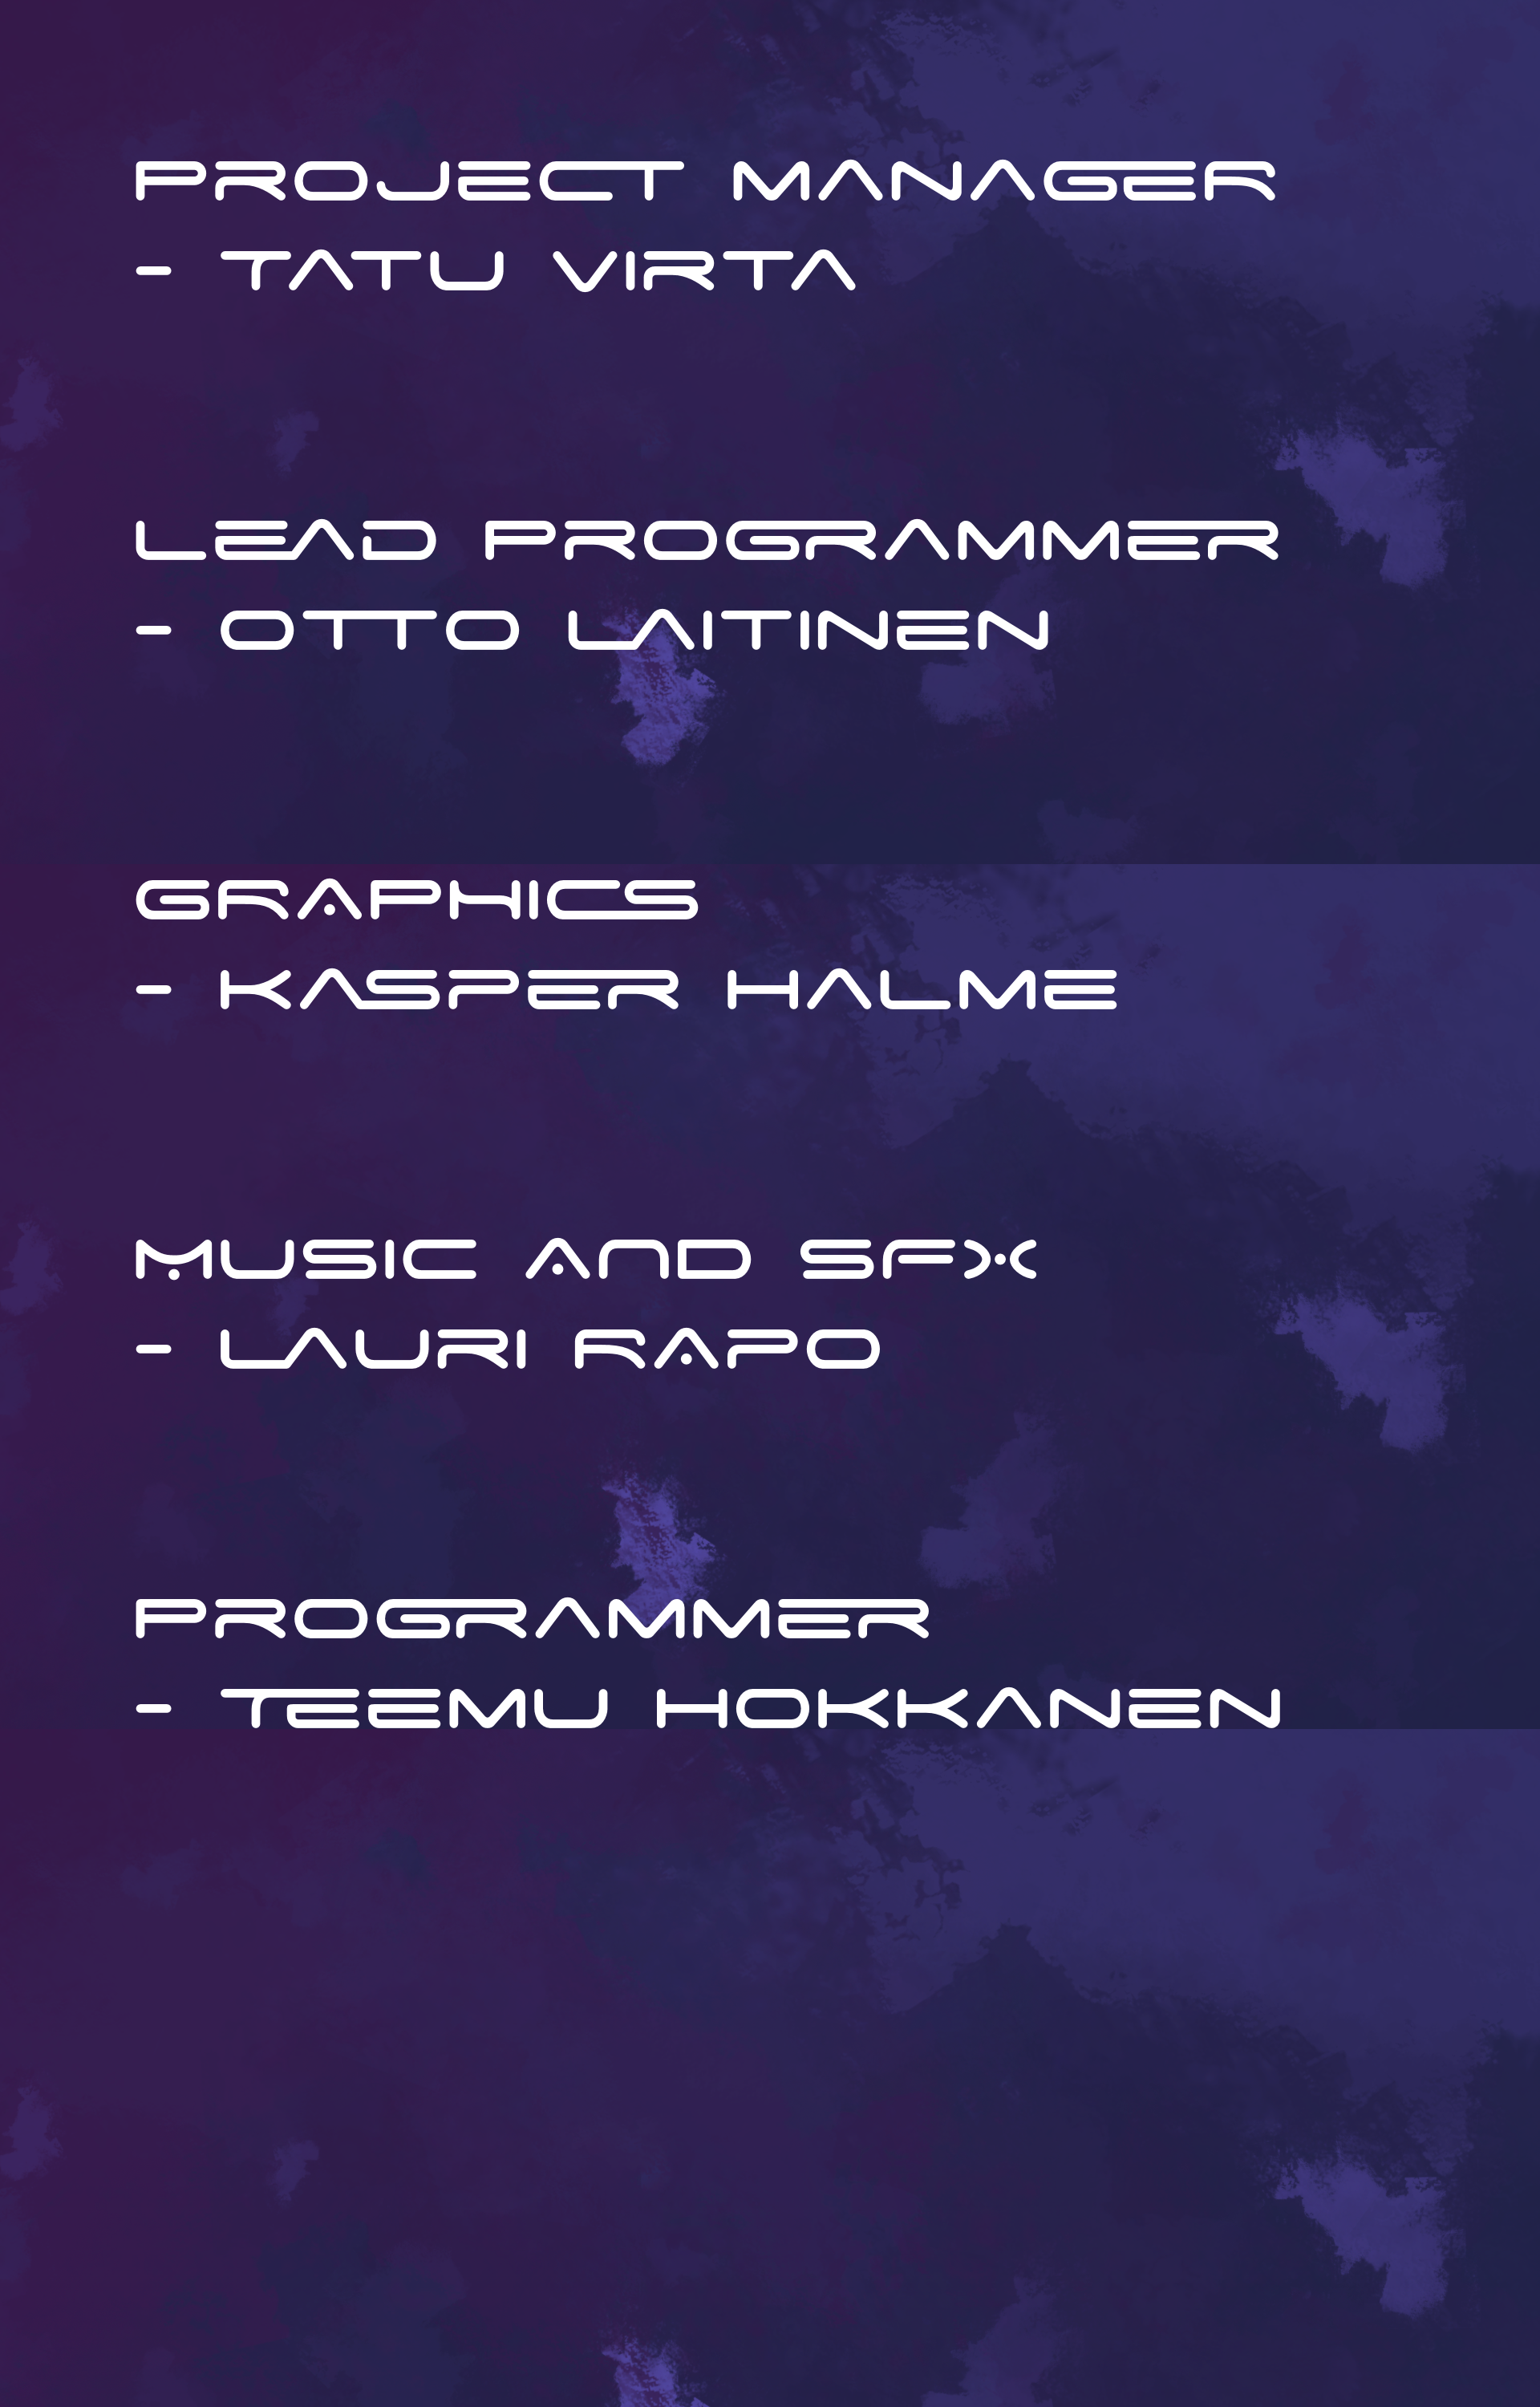 PROJECT MANAGER
- TATU VIRTA
LEAD PROGRAMMER
- OTTO LAITINEN
GRAPHICS
- KASPER HALME
MUSIC AND SFX
- LAURI RAPO
PROGRAMMER
- TEEMU HOKKANEN